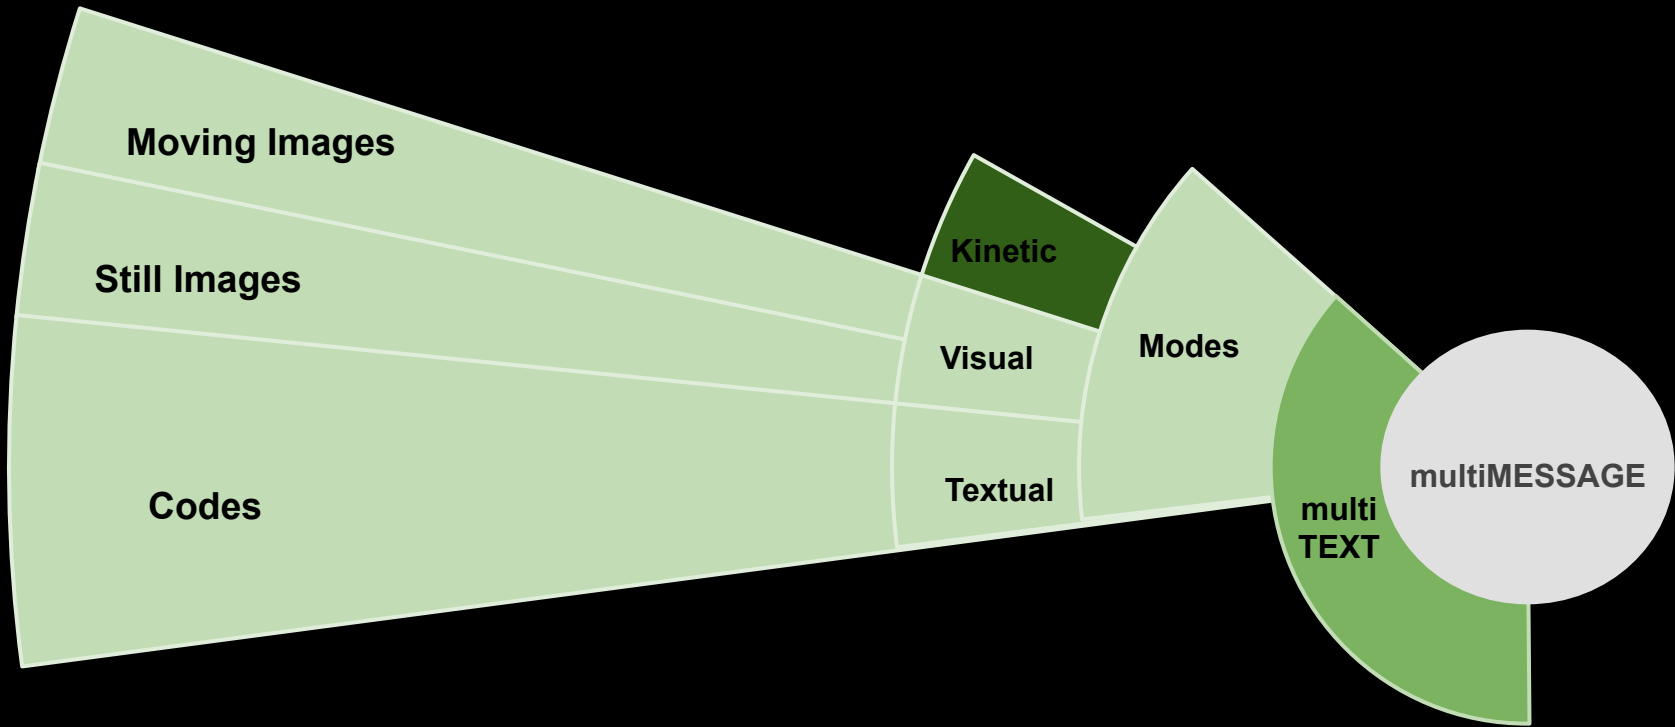 Moving Images
Still Images
Codes
Kinetic
Visual
Textual
Modes
multi
TEXT
multiMESSAGE